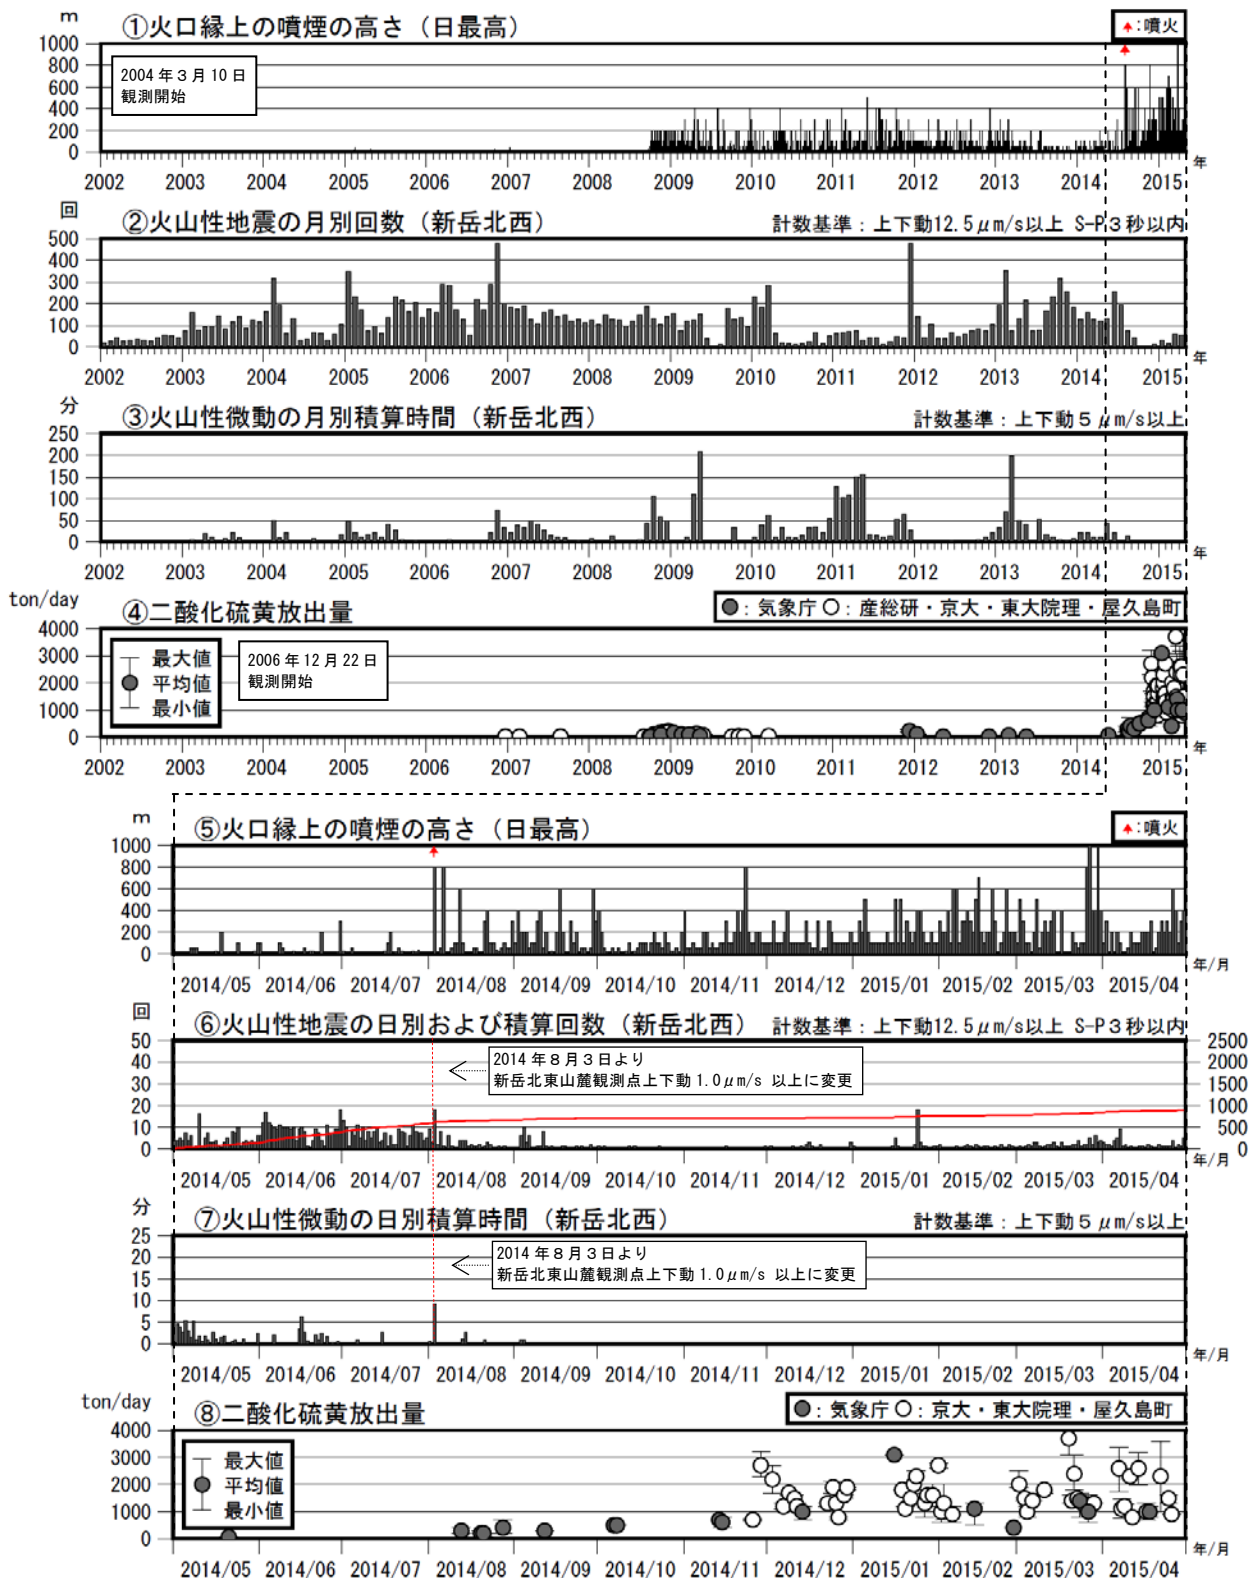 m ①火口縁上の噴煙の高さ（日最高） ↑:噴火
1000
800
600
400
200
0
2004年3月10日
観測開始
2002 2003 2004 2005 2006 2007 2008 2009 2010 2011 2012 2013 2014 2015 年
回 ②火山性地震の月別回数（新岳北西） 計数基準：上下動12.5μm/s以上 S-P 3秒以内
500
400
300
200
100
0
2002 2003 2004 2005 2006 2007 2008 2009 2010 2011 2012 2013 2014 2015 年
分 ③火山性微動の月別積算時間（新岳北西） 計数基準：上下動5μm/s以上
250
200
150
100
50
0
2002 2003 2004 2005 2006 2007 2008 2009 2010 2011 2012 2013 2014 2015 年
ton/day ④二酸化硫黄放出量 ●：気象庁 ○：産総研・京大・東大院理・屋久島町
4000
3000
2000
1000
0
最大値
平均値
最小値
2006年12月22日
観測開始
2002 2003 2004 2005 2006 2007 2008 2009 2010 2011 2012 2013 2014 2015 年
m ⑤火口縁上の噴煙の高さ（日最高） ↑:噴火
1000
800
600
400
200
0
2014/05 2014/06 2014/07 2014/08 2014/09 2014/10 2014/11 2014/12 2015/01 2015/02 2015/03 2015/04 年/月
回 ⑥火山性地震の日別および積算回数（新岳北西） 計数基準：上下動12.5μm/s以上 S-P 3秒以内
50 2500
40 2000
30 1500
20 1000
10 500
0 0
2014年8月3日より
新岳北東山麓観測点上下動1.0μm/s 以上に変更
2014/05 2014/06 2014/07 2014/08 2014/09 2014/10 2014/11 2014/12 2015/01 2015/02 2015/03 2015/04 年/月
分 ⑦火山性微動の日別積算時間（新岳北西） 計数基準：上下動5μm/s以上
25
20
15
10
5
0
2014年8月3日より
新岳北東山麓観測点上下動1.0μm/s 以上に変更
2014/05 2014/06 2014/07 2014/08 2014/09 2014/10 2014/11 2014/12 2015/01 2015/02 2015/03 2015/04 年/月
ton/day ⑧二酸化硫黄放出量 ●：気象庁 ○：京大・東大院理・屋久島町
4000
3000
2000
1000
0
最大値
平均値
最小値
2014/05 2014/06 2014/07 2014/08 2014/09 2014/10 2014/11 2014/12 2015/01 2015/02 2015/03 2015/04 年/月